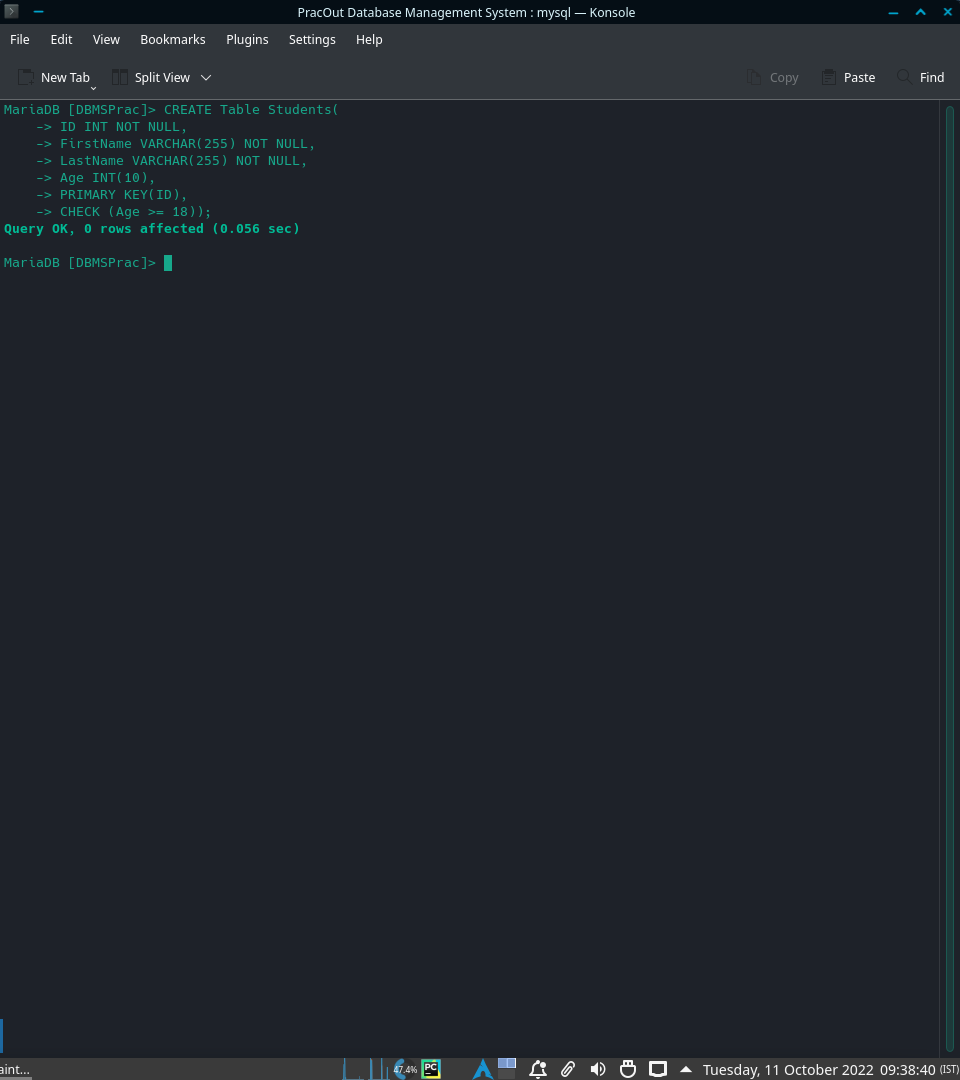 PracOut Database Management System : mysql — Konsole
File Edit View Bookmarks Plugins Settings Help
New Tab Split View Copy Paste Find
MariaDB [DBMSPrac]> CREATE Table Students(
    -> ID INT NOT NULL,
    -> FirstName VARCHAR(255) NOT NULL,
    -> LastName VARCHAR(255) NOT NULL,
    -> Age INT(10),
    -> PRIMARY KEY(ID),
    -> CHECK (Age >= 18));
Query OK, 0 rows affected (0.056 sec)
MariaDB [DBMSPrac]>
aint... 47.4% PC Tuesday, 11 October 2022 09:38:40 (IST)